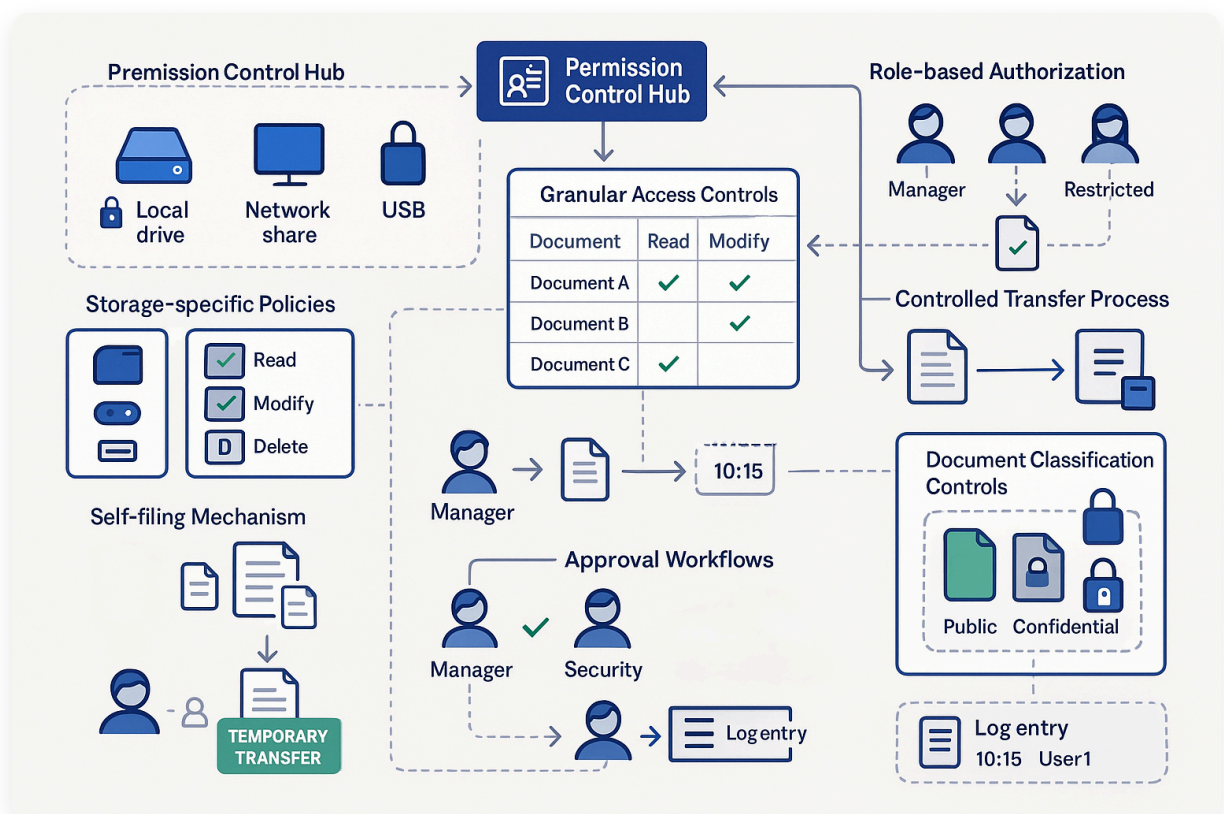 Premission Control Hub
Permission
Control Hub
Role-based Authorization
Local
drive
Network
share
USB
Manager
Restricted
Granular Access Controls
Document Read Modify
Document A
Document B
Document C
Storage-specific Policies
Read
Modify
D Delete
Controlled Transfer Process
Manager
10:15
Document Classification
Controls
Public Confidential
Self-filing Mechanism
TEMPORARY
TRANSFER
Approval Workflows
Manager
Security
Log entry
Log entry
10:15 User1